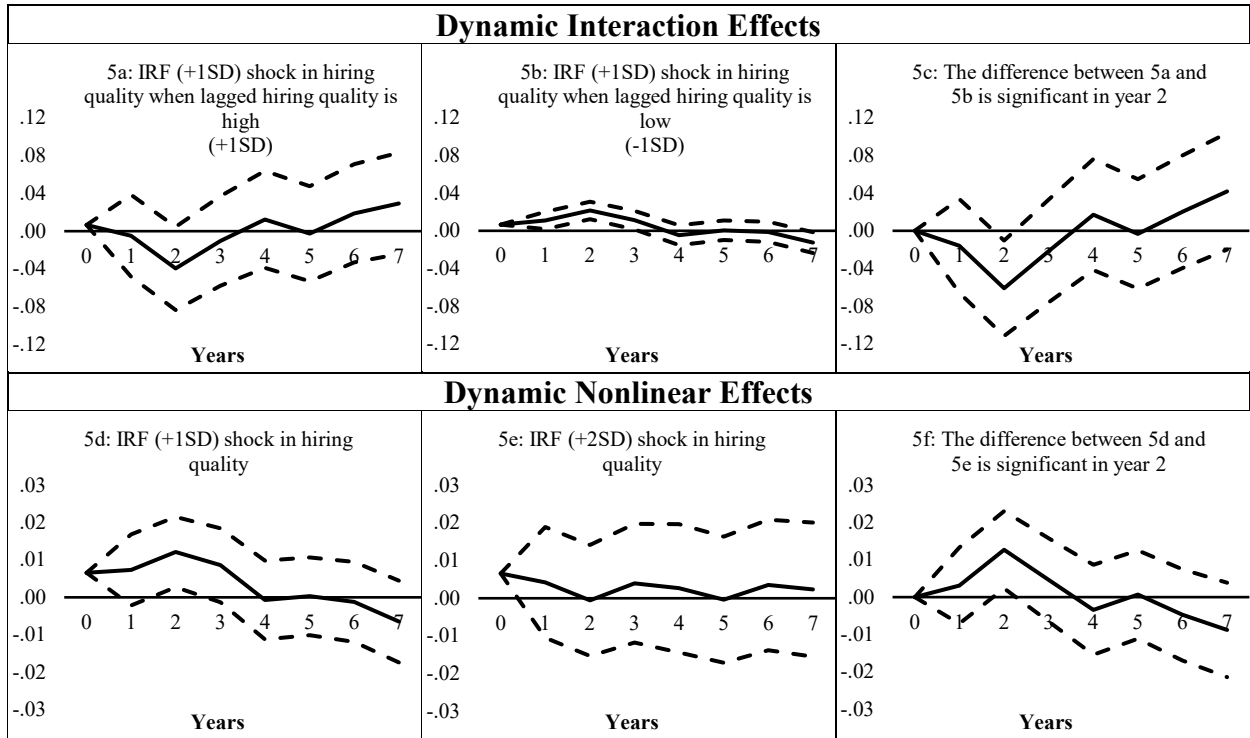 Dynamic Interaction Effects
5a: IRF (+1SD) shock in hiring
quality when lagged hiring quality is
high
(+1SD)
.12
.08
.04
.00
-.04
-.08
-.12
0 1 2 3 4 5 6 7
Years
5b: IRF (+1SD) shock in hiring
quality when lagged hiring quality is
low
(-1SD)
.12
.08
.04
.00
-.04
-.08
-.12
0 1 2 3 4 5 6 7
Years
5c: The difference between 5a and
5b is significant in year 2
.12
.08
.04
.00
-.04
-.08
-.12
0 1 2 3 4 5 6 7
Years
Dynamic Nonlinear Effects
5d: IRF (+1SD) shock in hiring
quality
.03
.02
.01
.00
-.01
-.02
-.03
0 1 2 3 4 5 6 7
Years
5e: IRF (+2SD) shock in hiring
quality
.03
.02
.01
.00
-.01
-.02
-.03
0 1 2 3 4 5 6 7
Years
5f: The difference between 5d and
5e is significant in year 2
.03
.02
.01
.00
-.01
-.02
-.03
0 1 2 3 4 5 6 7
Years